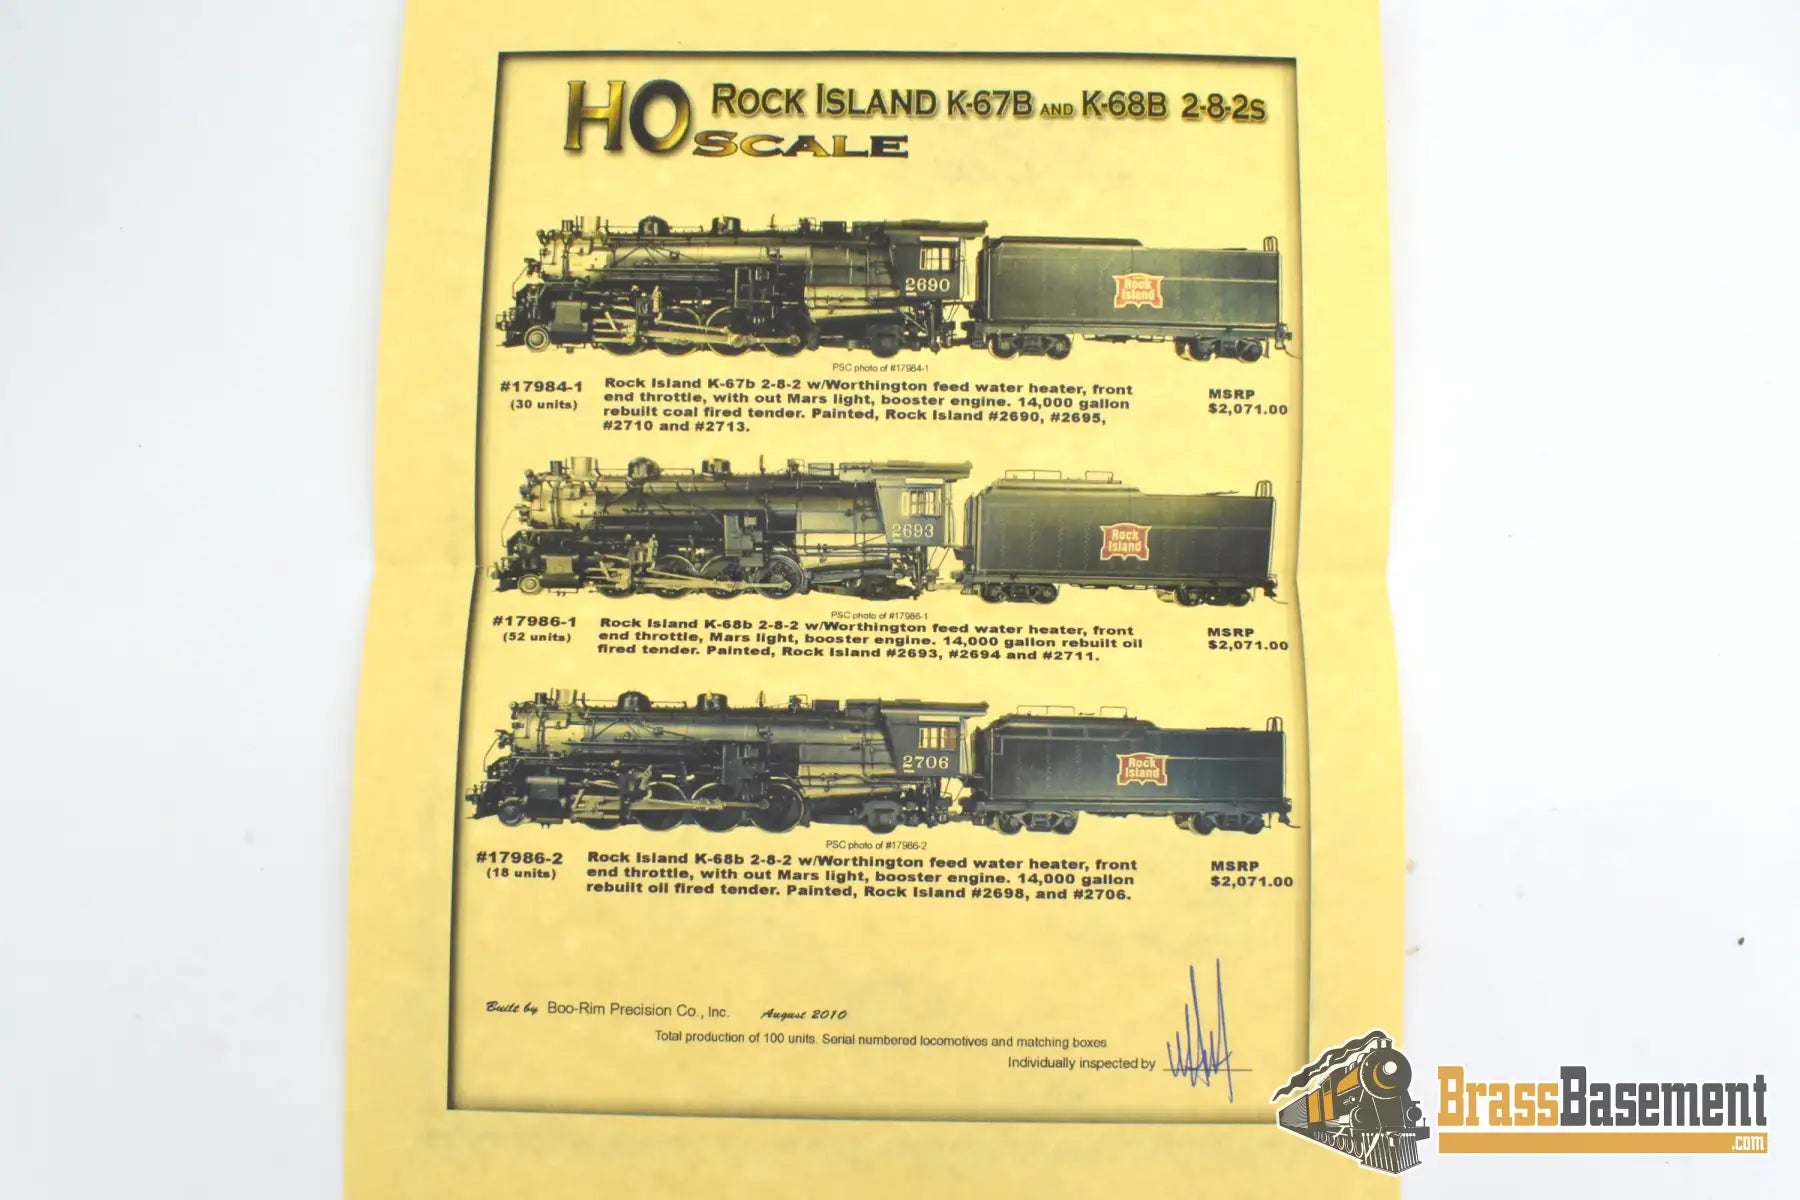 HO ROCK ISLAND K-67B AND K-68B 2-8-2S
SCALE
2690
Rock Island
PSC photo of #17984-1
#17984-1
(30 units)
Rock Island K-67b 2-8-2 w/Worthington feed water heater, front
end throttle, with out Mars light, booster engine. 14,000 gallon
rebuilt coal fired tender. Painted, Rock Island #2690, #2695,
#2710 and #2713.
MSRP
$2,071.00
2693
Rock Island
PSC photo of #17986-1
#17986-1
(52 units)
Rock Island K-68b 2-8-2 w/Worthington feed water heater, front
end throttle, Mars light, booster engine. 14,000 gallon rebuilt oil
fired tender. Painted, Rock Island #2693, #2694 and #2711.
MSRP
$2,071.00
2706
Rock Island
PSC photo of #17986-2
#17986-2
(18 units)
Rock Island K-68b 2-8-2 w/Worthington feed water heater, front
end throttle, with out Mars light, booster engine. 14,000 gallon
rebuilt oil fired tender. Painted, Rock Island #2698, and #2706.
MSRP
$2,071.00
Built by Boo-Rim Precision Co., Inc. August 2010
Total production of 100 units. Serial numbered locomotives and matching boxes
Individually inspected by
BrassBasement
.com